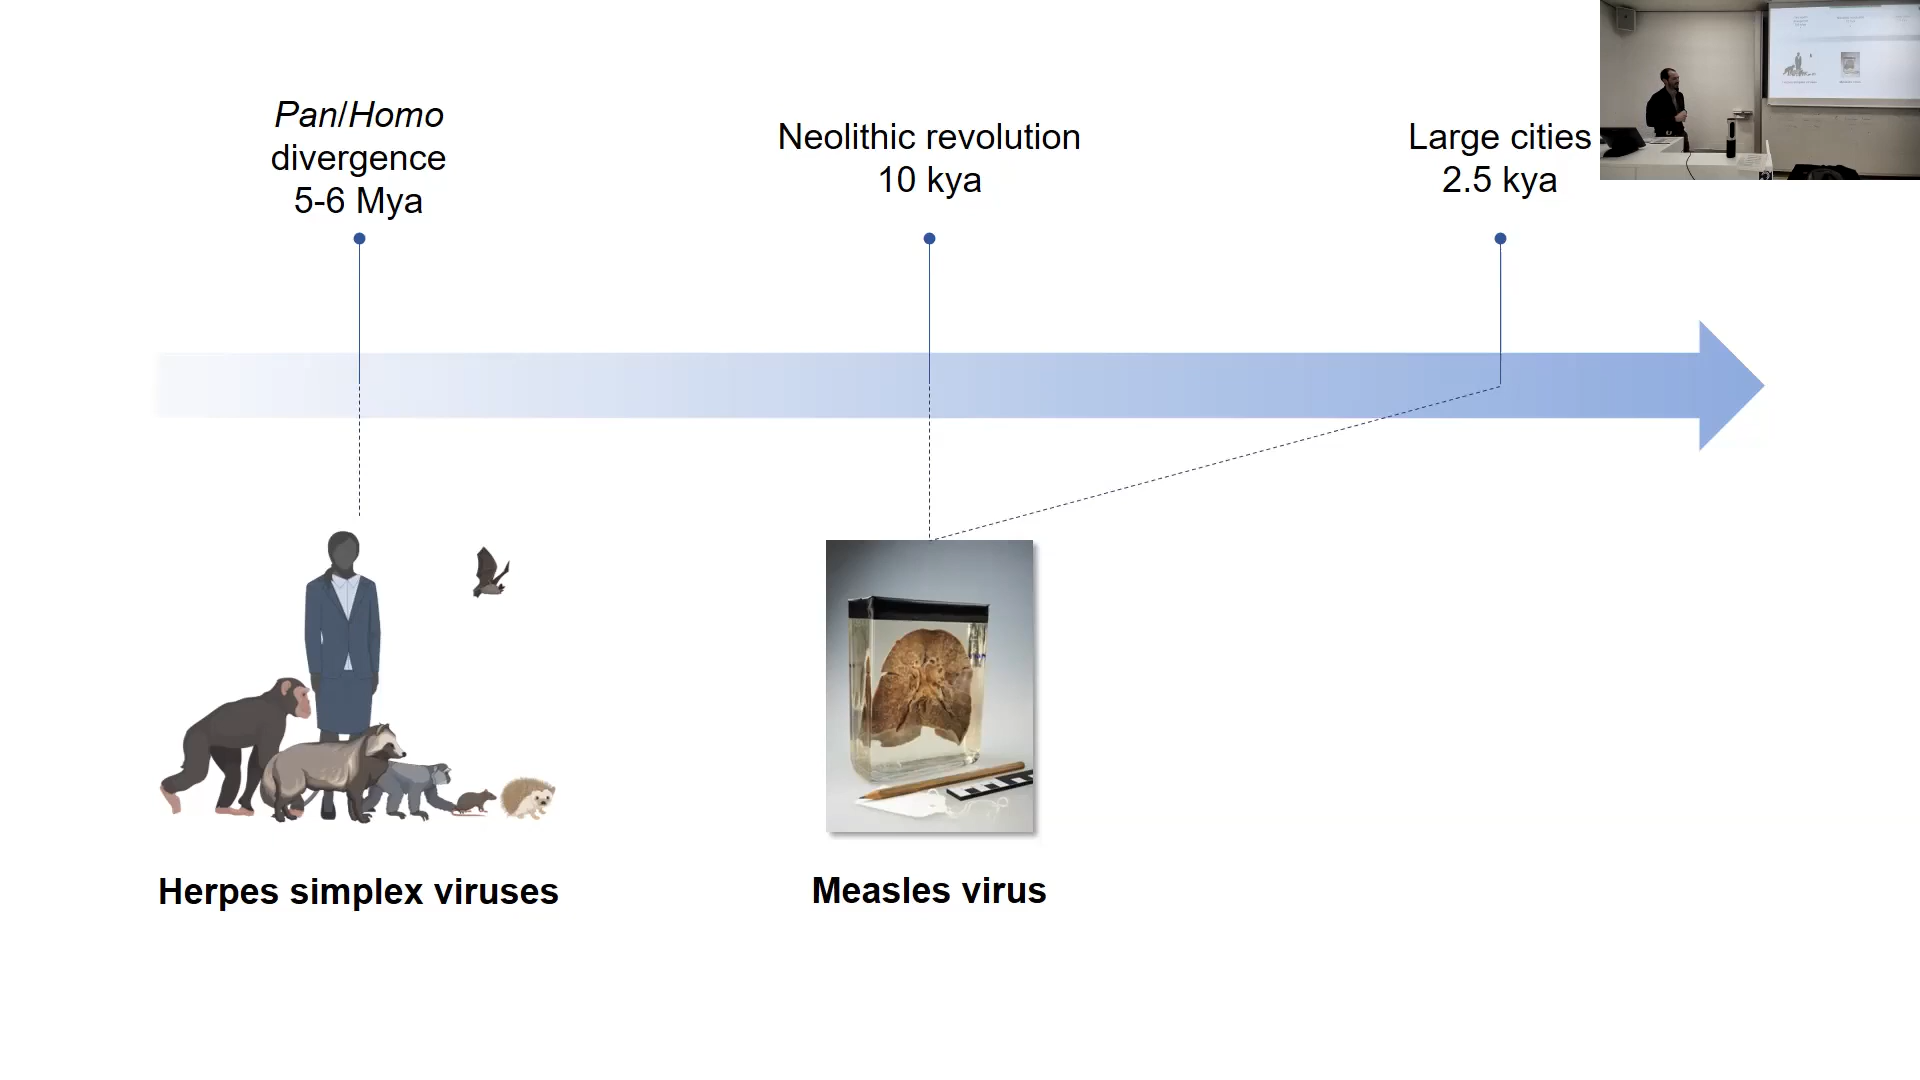 Pan/Homo
divergence
5-6 Mya
Neolithic revolution
10 kya
Large cities
2.5 kya
Herpes simplex viruses
Measles virus